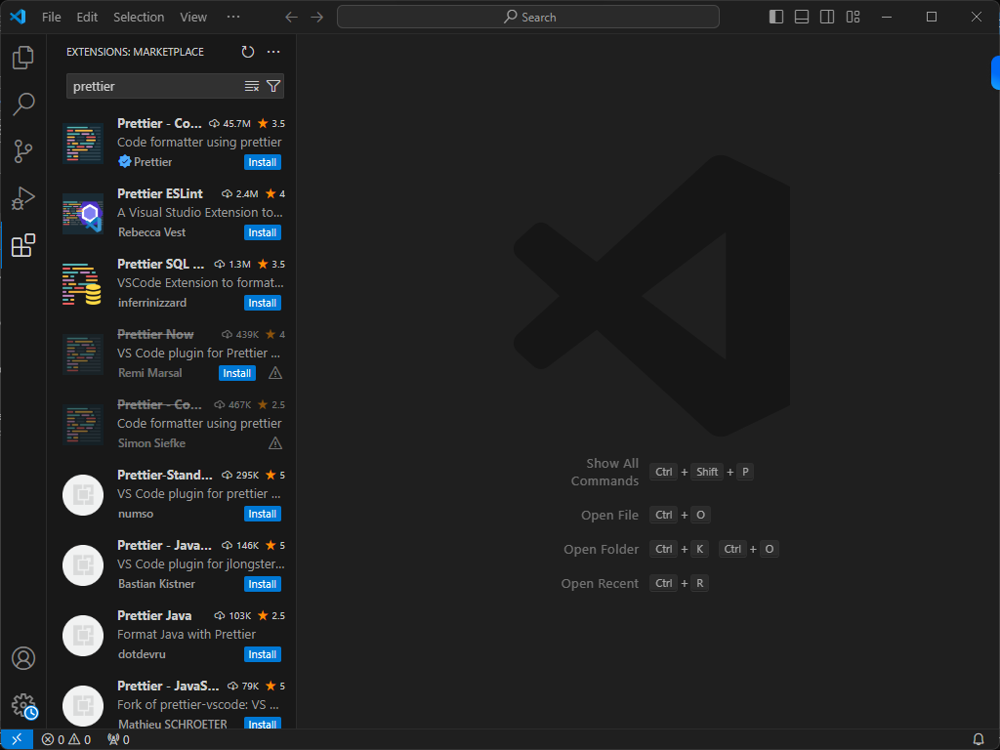 File Edit Selection View ··· Search
EXTENSIONS: MARKETPLACE
prettier
Prettier - Co... 45.7M 3.5
Code formatter using prettier
Prettier Install
Prettier ESLint 2.4M 4
A Visual Studio Extension to...
Rebecca Vest Install
Prettier SQL ... 1.3M 3.5
VSCode Extension to format...
inferrinizzard Install
Prettier Now 439K 4
VS Code plugin for Prettier ...
Remi Marsal Install
Prettier - Co... 467K 2.5
Code formatter using prettier
Simon Siefke
Prettier-Stand... 295K 5
VS Code plugin for prettier ...
numso Install
Prettier - Java... 146K 5
VS Code plugin for jlongster...
Bastian Kistner Install
Prettier Java 103K 2.5
Format Java with Prettier
dotdevru Install
Prettier - JavaS... 79K 5
Fork of prettier-vscode: VS ...
Mathieu SCHROETER Install
Show All
Commands Ctrl + Shift + P
Open File Ctrl + O
Open Folder Ctrl + K Ctrl + O
Open Recent Ctrl + R
0 0 0